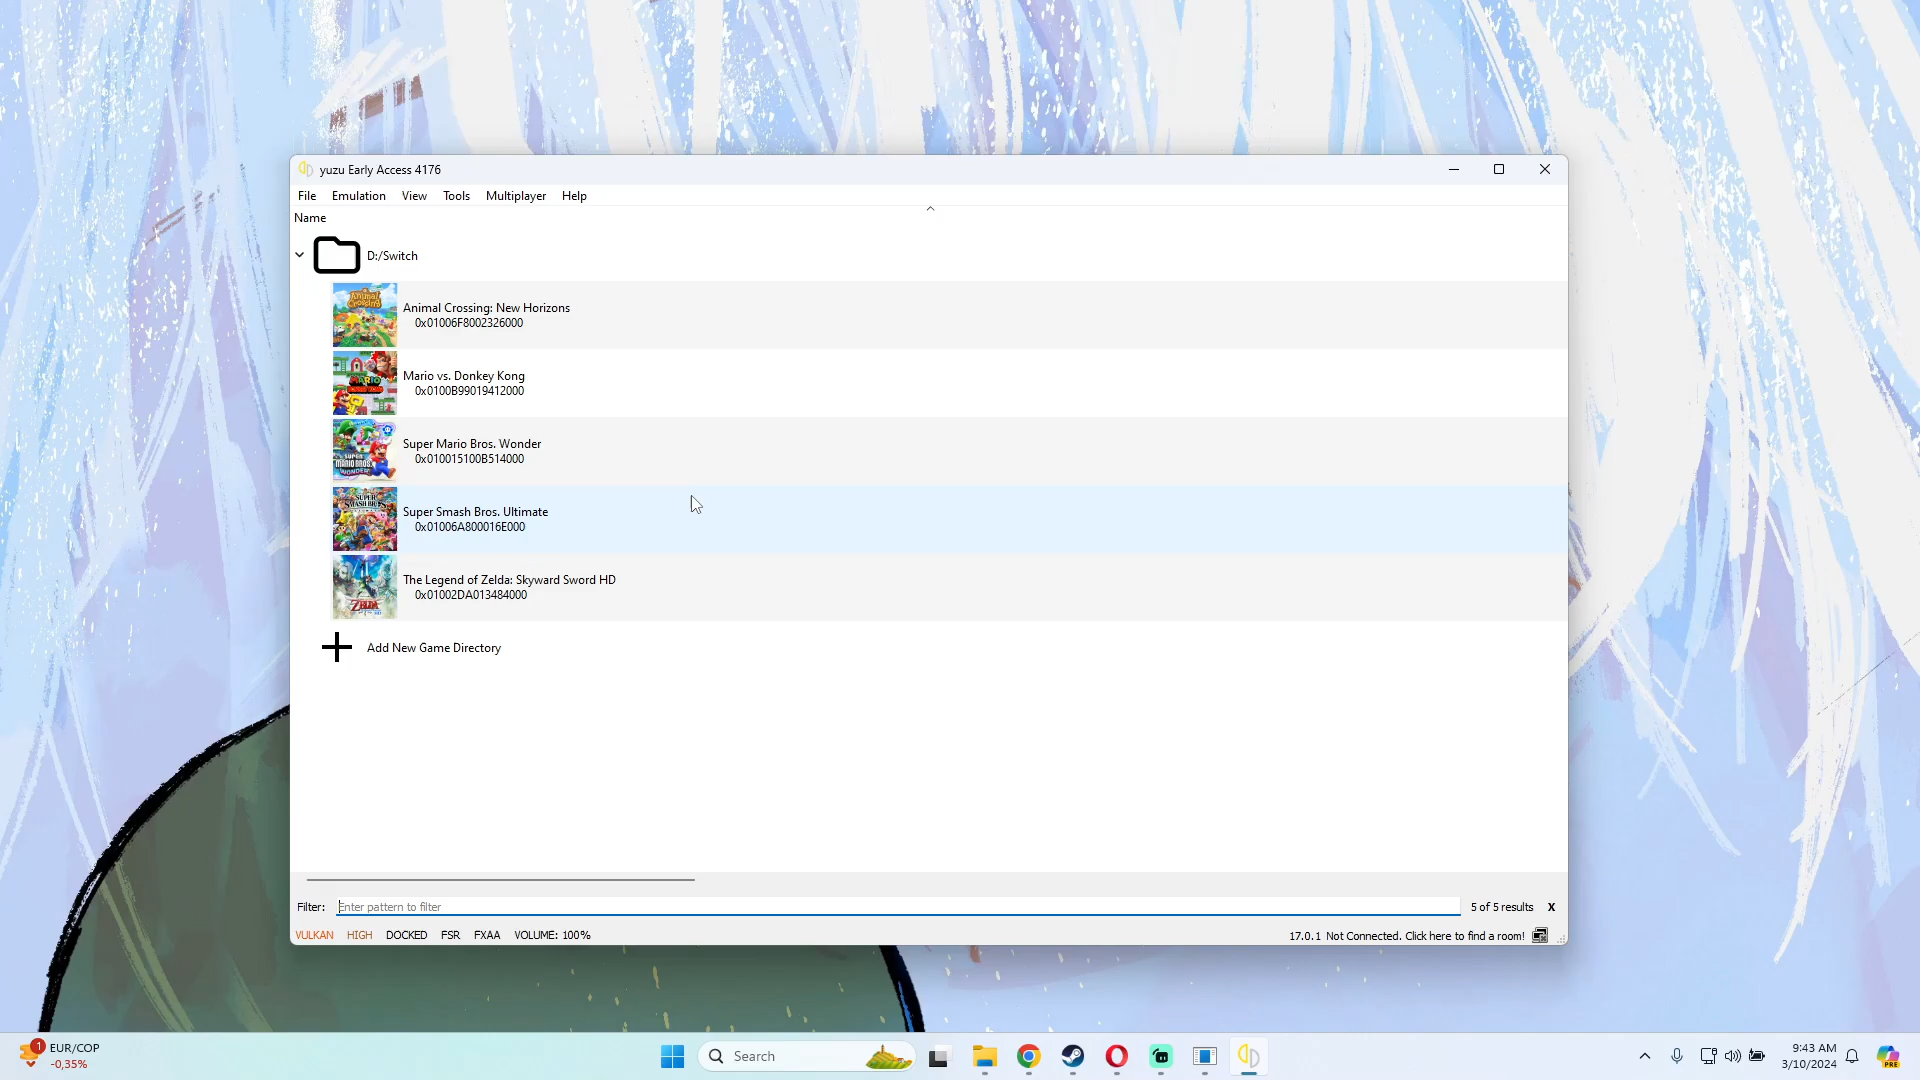 yuzu Early Access 4176
File Emulation View Tools Multiplayer Help
Name
D:/Switch
Animal Crossing: New Horizons
0x01006F8002326000
Mario vs. Donkey Kong
0x0100B99019412000
Super Mario Bros. Wonder
0x010015100B514000
Super Smash Bros. Ultimate
0x01006A800016E000
The Legend of Zelda: Skyward Sword HD
0x01002DA013484000
Add New Game Directory
Filter: Enter pattern to filter 5 of 5 results X
VULKAN HIGH DOCKED FSR FXAA VOLUME: 100% 17.0.1 Not Connected. Click here to find a room!
1 EUR/COP
-0,35%
Search
9:43 AM
3/10/2024
PRE